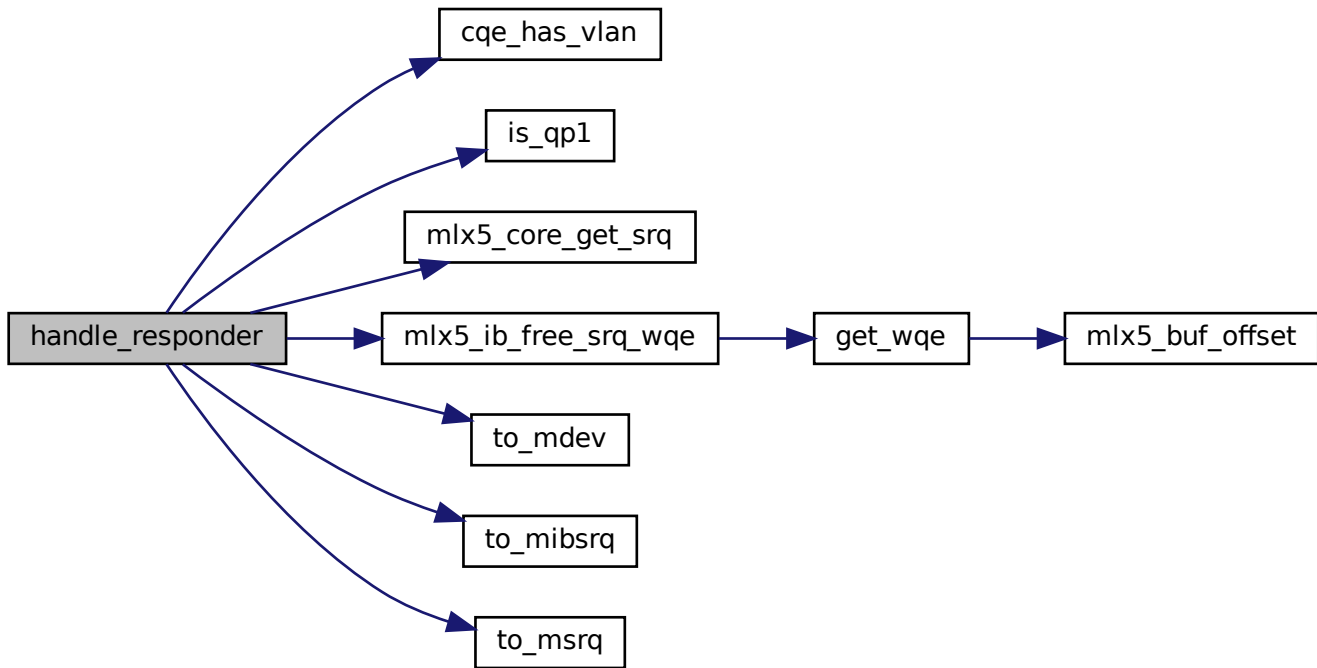 cqe_has_vlan
is_qp1
mlx5_core_get_srq
handle_responder
mlx5_ib_free_srq_wqe
get_wqe
mlx5_buf_offset
to_mdev
to_mibsrq
to_msrq